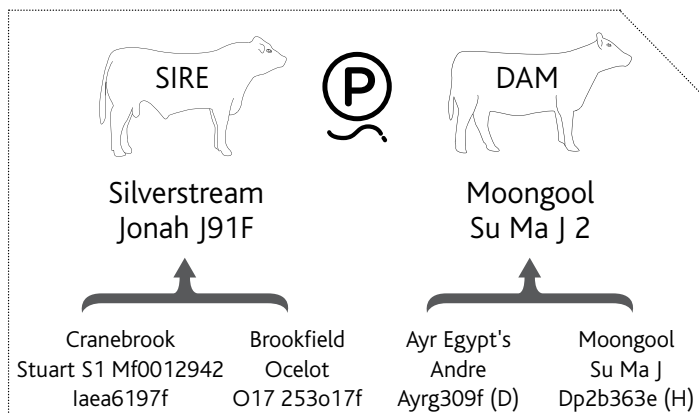 SIRE
P
DAM
Silverstream
Jonah J91F
Moongool
Su Ma J 2
Cranebrook
Stuart S1 Mf0012942
Iaea6197f
Brookfield
Ocelot
O17 253o17f
Ayr Egypt's
Andre
Ayrg309f (D)
Moongool
Su Ma J
Dp2b363e (H)